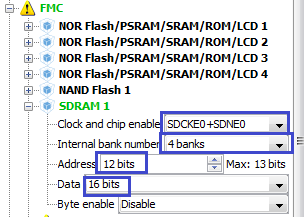 FMC
NOR Flash/PSRAM/SRAM/ROM/LCD 1
NOR Flash/PSRAM/SRAM/ROM/LCD 2
NOR Flash/PSRAM/SRAM/ROM/LCD 3
NOR Flash/PSRAM/SRAM/ROM/LCD 4
NAND Flash 1
SDRAM 1
Clock and chip enable SDCKE0+SDNE0
Internal bank number 4 banks
Address 12 bits Max: 13 bits
Data 16 bits
Byte enable Disable